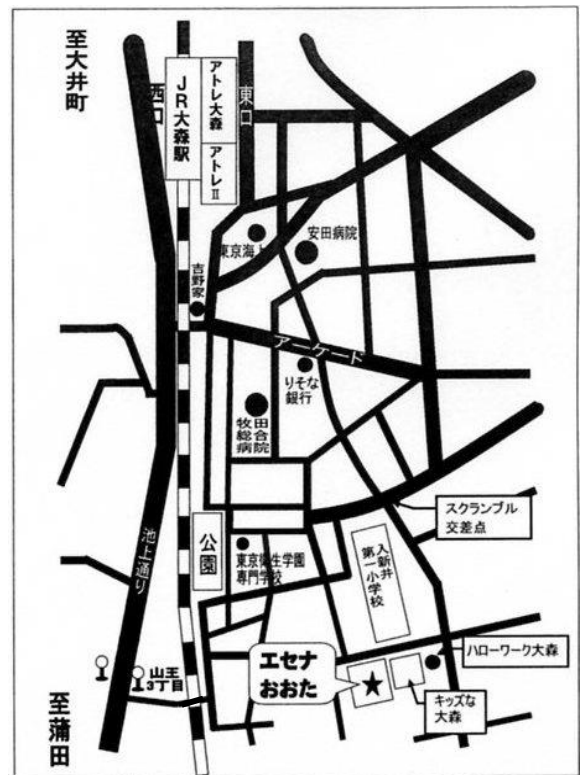 至大井町
西口
JR大森駅
アトレ大森
アトレⅡ
東口
東京海上
安田病院
吉野家
アーケード
りそな
銀行
牧田
総合
病院
スクランブル
交差点
池上通り
公園
東京衛生学園
専門学校
入新井
第一小学校
ハローワーク大森
エセナ
おおた
キッズな
大森
山王
3丁目
至蒲田